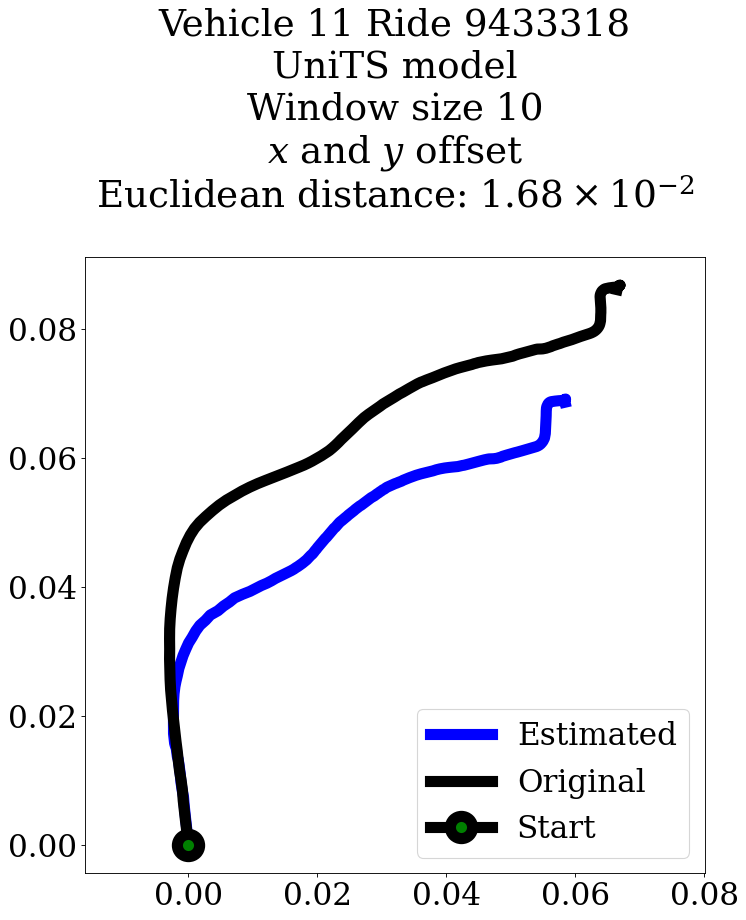 Vehicle 11 Ride 9433318
UniTS model
Window size 10
x and y offset
Euclidean distance: 1.68 × 10⁻²
0.08
0.06
0.04
0.02
0.00
Estimated
Original
Start
0.00 0.02 0.04 0.06 0.08